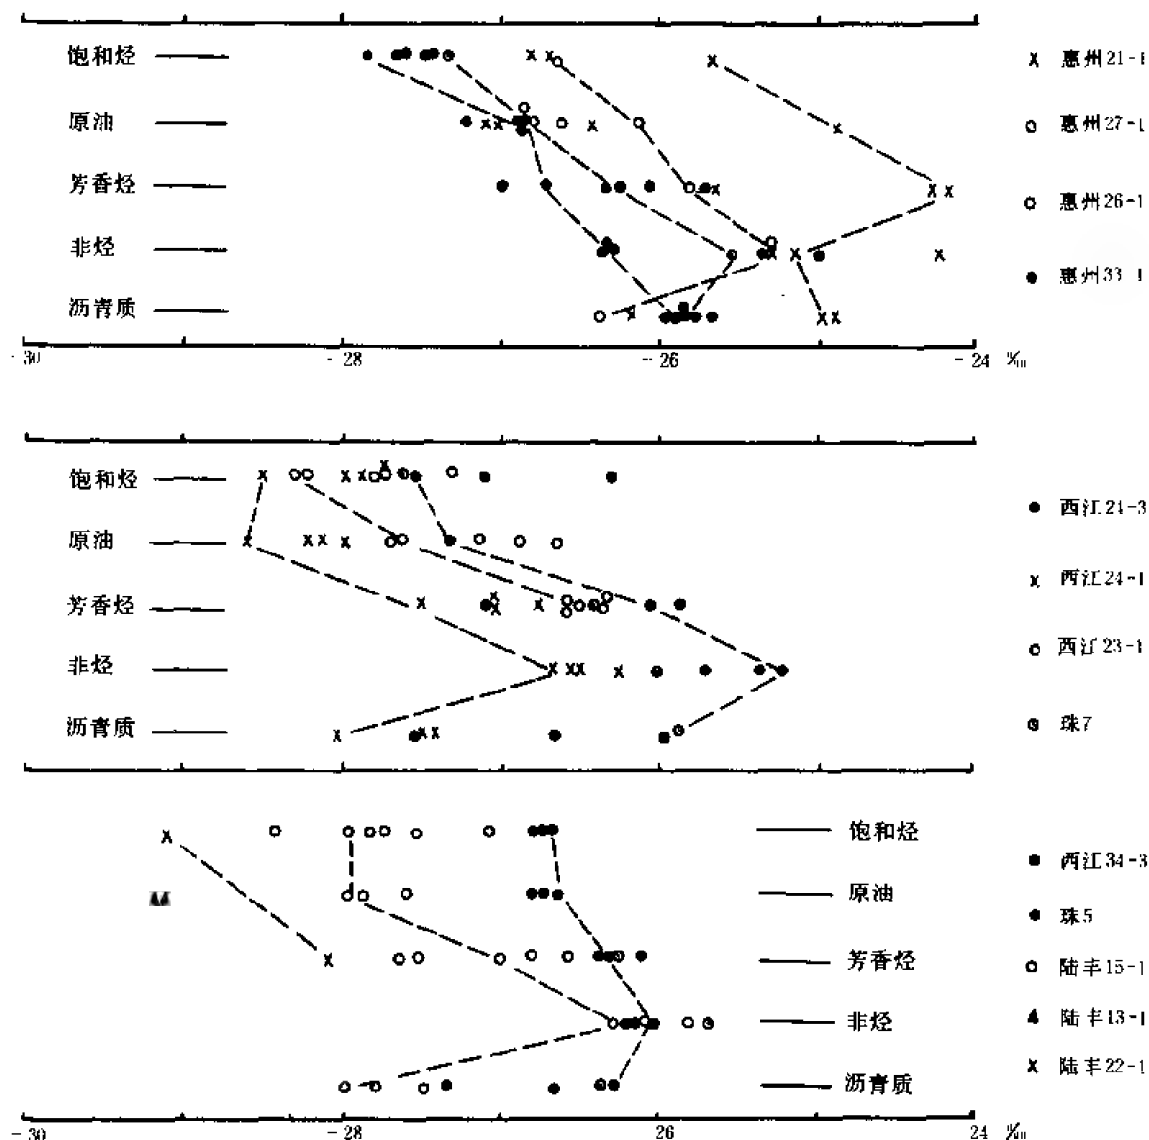 饱和烃
原油
芳香烃
非烃
沥青质
-30 -28 -26 -24 ‰
× 惠州21-1
○ 惠州27-1
○ 惠州26-1
● 惠州33-1
饱和烃
原油
芳香烃
非烃
沥青质
● 西江24-3
× 西江24-1
○ 西江23-1
珠7
饱和烃
原油
芳香烃
非烃
沥青质
● 西江34-3
● 珠5
○ 陆丰15-1
▲ 陆丰13-1
× 陆丰22-1
-30 -28 -26 24 ‰